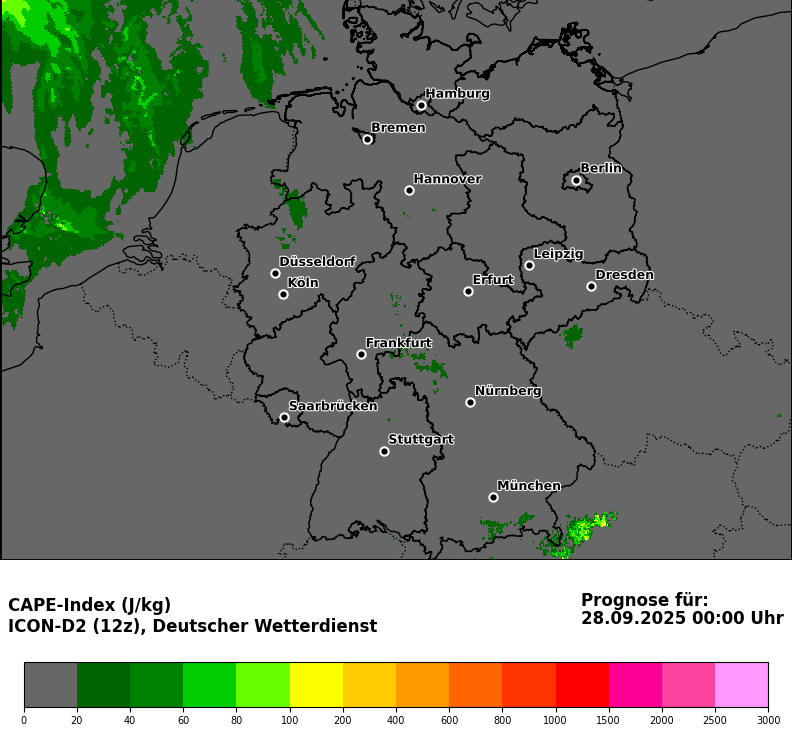 Hamburg
Bremen
Berlin
Hannover
Leipzig
Düsseldorf
Dresden
Köln
Erfurt
Frankfurt
Nürnberg
Saarbrücken
Stuttgart
München
CAPE-Index (J/kg)
ICON-D2 (12z), Deutscher Wetterdienst
Prognose für:
28.09.2025 00:00 Uhr
0 20 40 60 80 100 200 400 600 800 1000 1500 2000 2500 3000